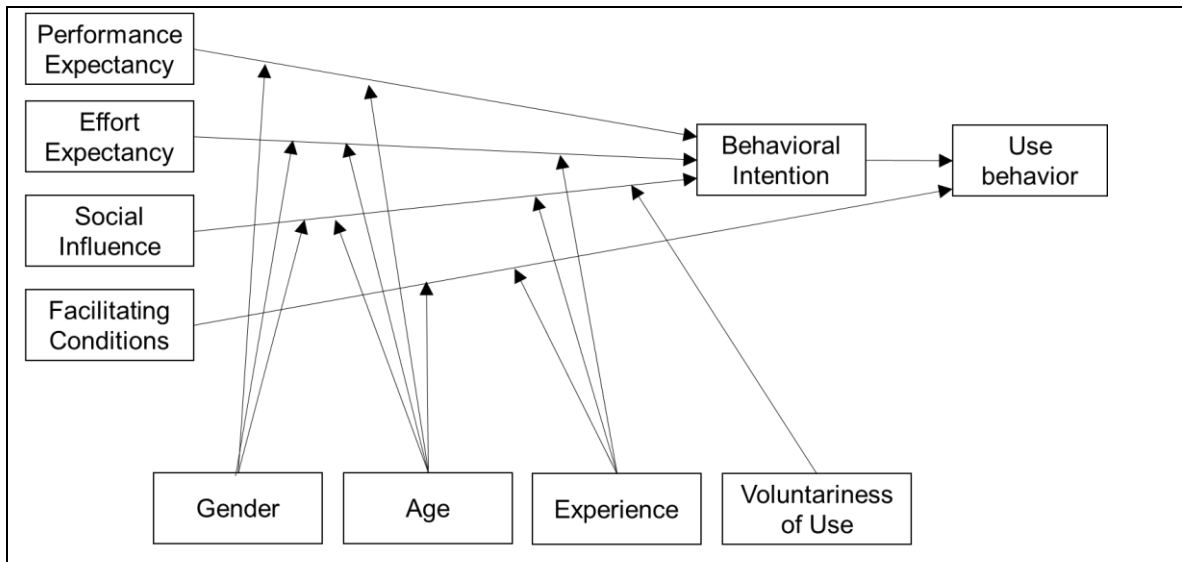 Performance
Expectancy
Effort
Expectancy
Social
Influence
Facilitating
Conditions
Behavioral
Intention
Use
behavior
Gender
Age
Experience
Voluntariness
of Use